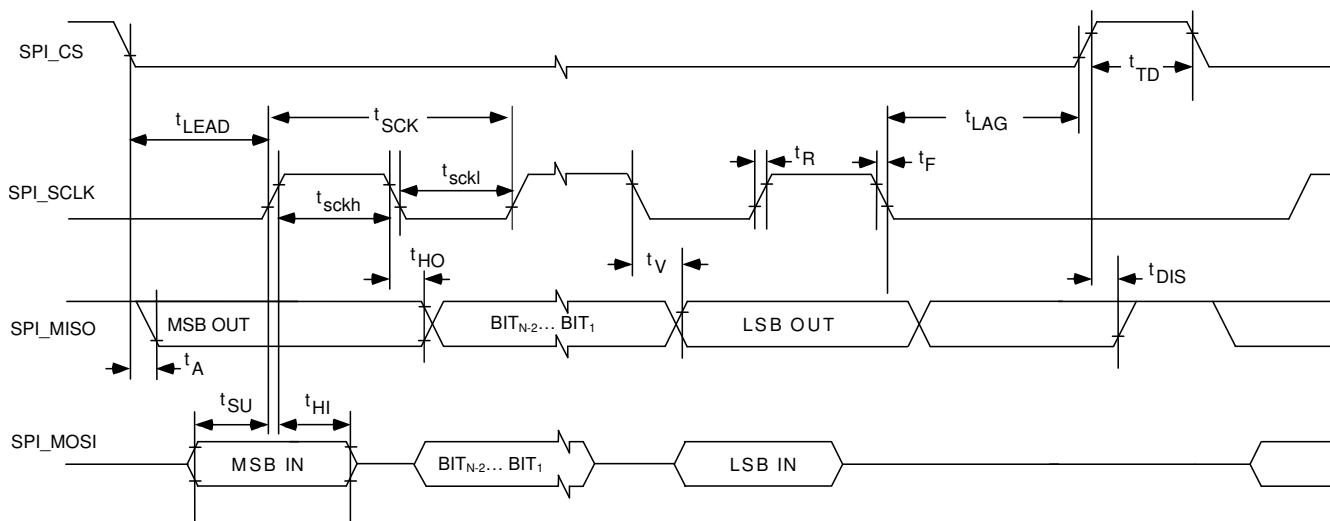 SPI_CS
tTD
tLEAD
tSCK
tLAG
tR
tF
tsckl
SPI_SCLK
tsckh
tHO
tV
tDIS
SPI_MISO
MSB OUT
BITN-2... BIT1
LSB OUT
tA
tSU
tHI
SPI_MOSI
MSB IN
BITN-2... BIT1
LSB IN